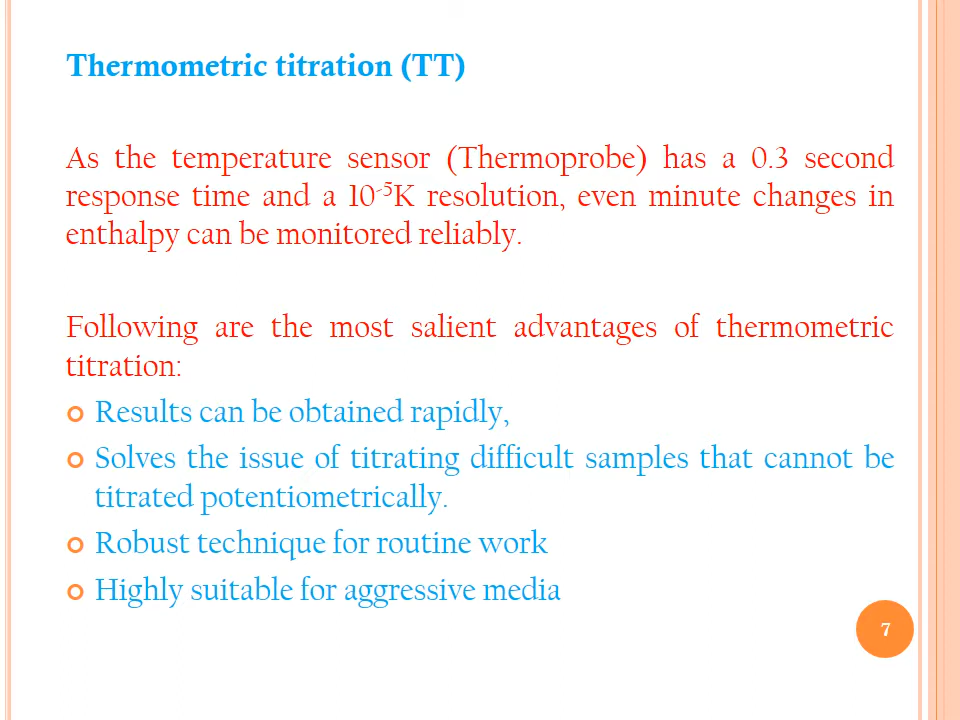 Thermometric titration (TT)
As the temperature sensor (Thermoprobe) has a 0.3 second
response time and a 10⁻⁵K resolution, even minute changes in
enthalpy can be monitored reliably.
Following are the most salient advantages of thermometric
titration:
Results can be obtained rapidly,
Solves the issue of titrating difficult samples that cannot be
titrated potentiometrically.
Robust technique for routine work
Highly suitable for aggressive media
7